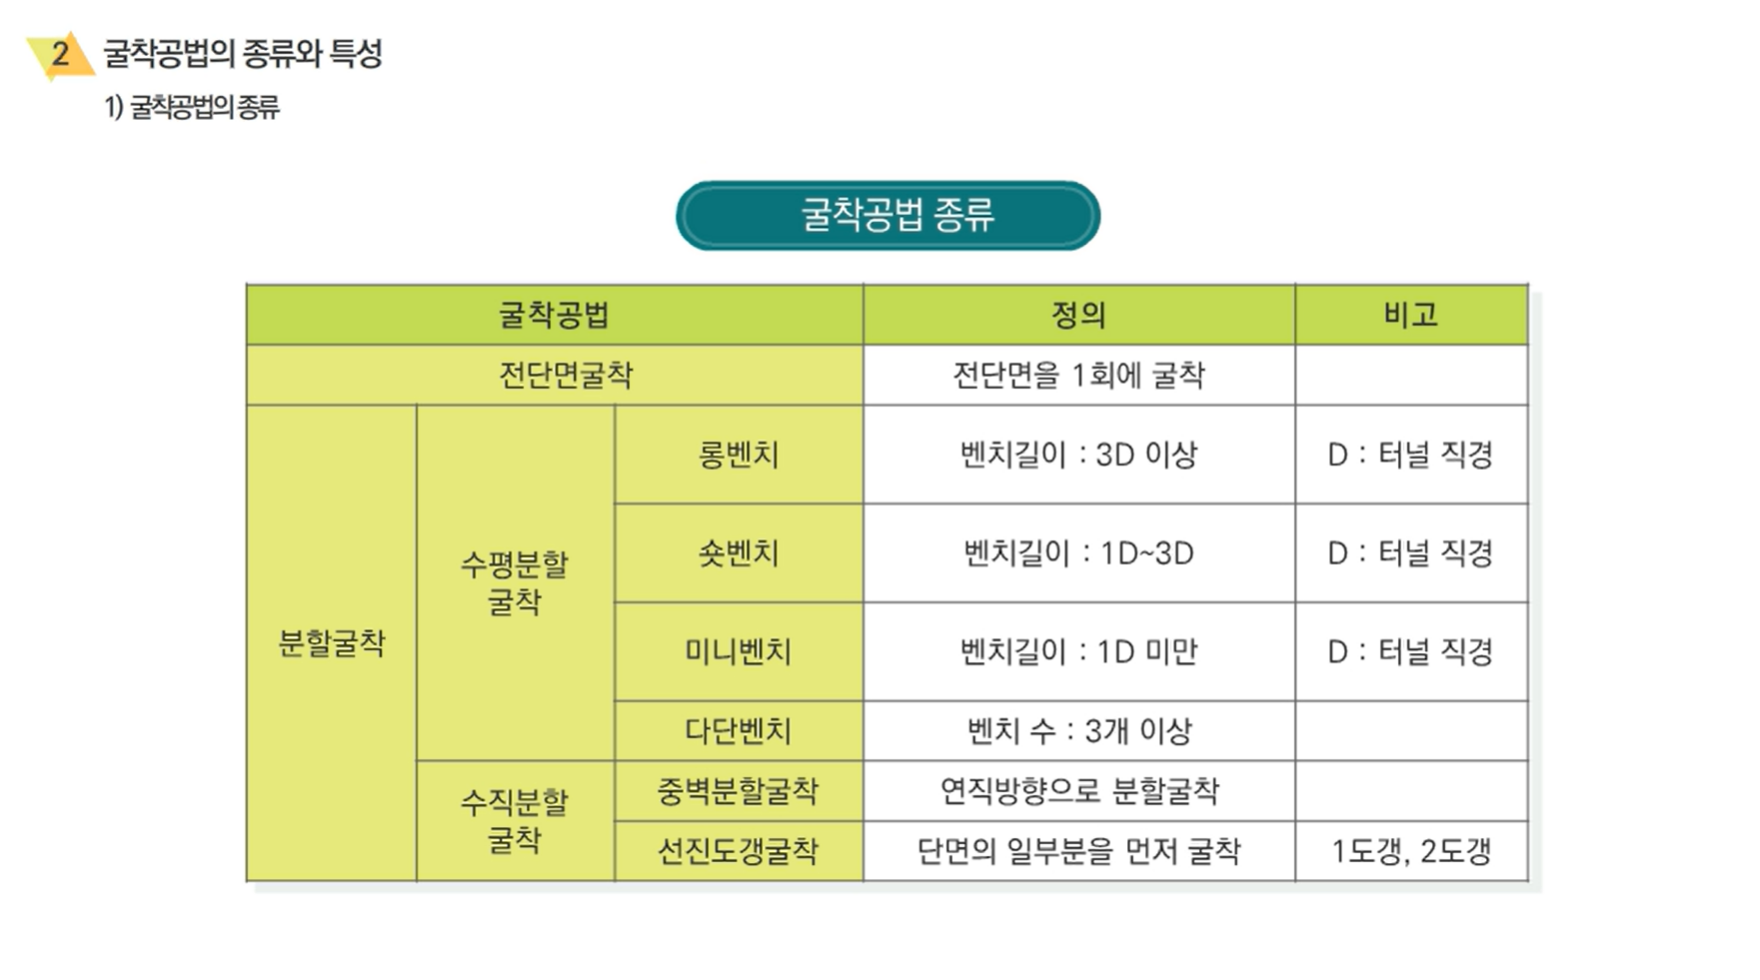 2 굴착공법의 종류와 특성
1) 굴착공법의 종류
굴착공법 종류
굴착공법 정의 비고
전단면굴착 전단면을 1회에 굴착
분할굴착
수평분할
굴착
롱벤치 벤치길이 : 3D 이상 D : 터널 직경
숏벤치 벤치길이 : 1D~3D D : 터널 직경
미니벤치 벤치길이 : 1D 미만 D : 터널 직경
다단벤치 벤치 수 : 3개 이상
수직분할
굴착
중벽분할굴착 연직방향으로 분할굴착
선진도갱굴착 단면의 일부분을 먼저 굴착 1도갱, 2도갱